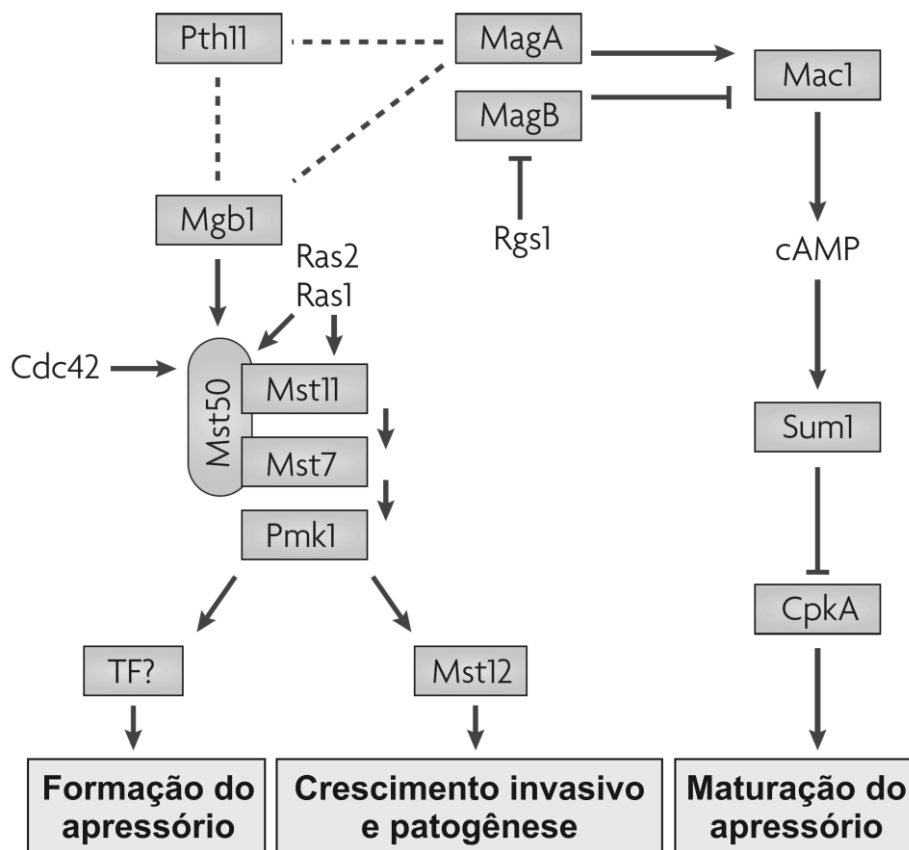 Pth11
MagA
Mac1
MagB
Mgb1
Rgs1
cAMP
Ras2
Ras1
Cdc42
Mst50
Mst11
Mst7
Sum1
Pmk1
CpkA
TF?
Mst12
Formação do
apressório
Crescimento invasivo
e patogênese
Maturação do
apressório